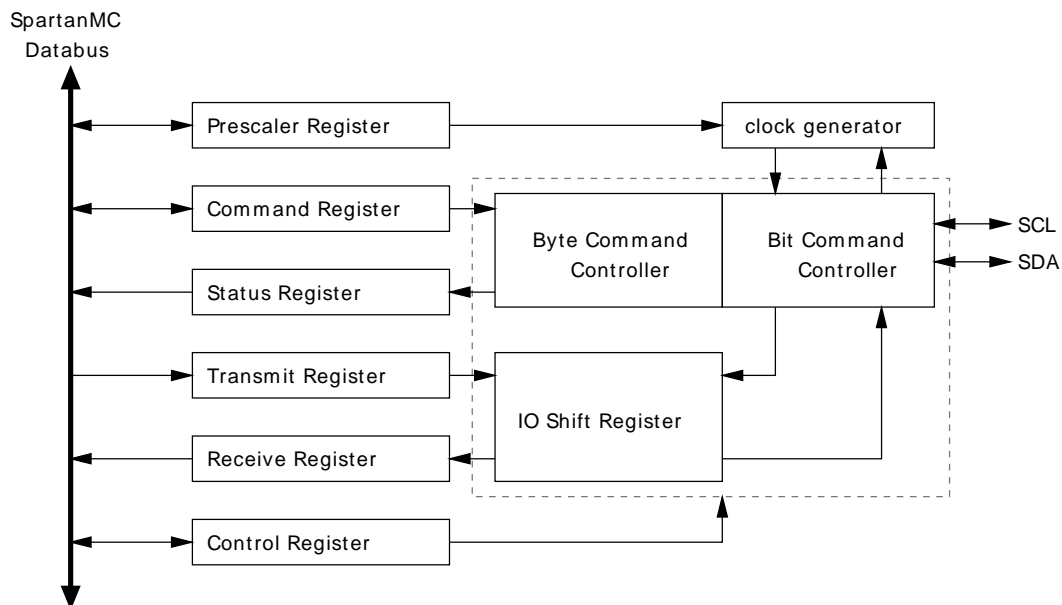 SpartanMC
Databus
Prescaler Register
clock generator
Command Register
Byte Command
Controller
Bit Command
Controller
SCL
SDA
Status Register
Transmit Register
IO Shift Register
Receive Register
Control Register